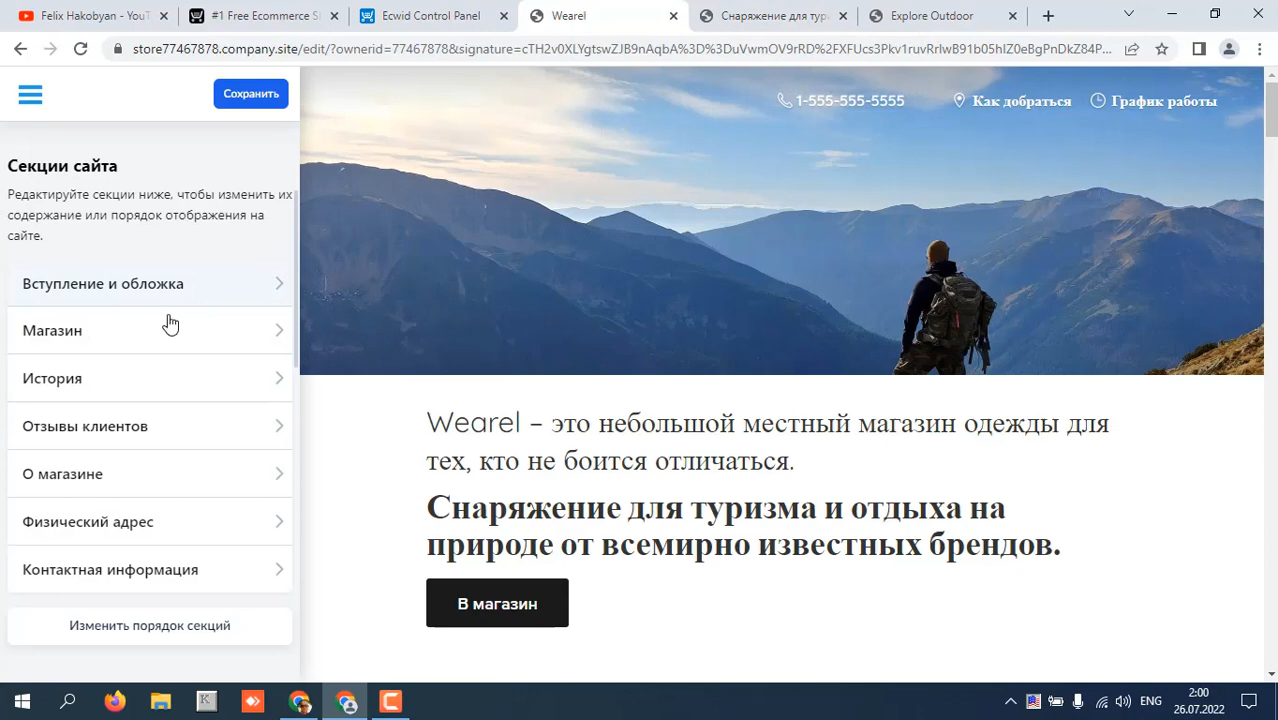 Felix Hakobyan - YouT
#1 Free Ecommerce S
Ecwid Control Panel
Wearel
Снаряжение для тури
Explore Outdoor
store77467878.company.site/edit/?ownerid=77467878&signature=cTH2v0XLYgtswZJB9nAqbA%3D%3DuVwmOV9rRD%2FXFUcs3Pkv1ruvRrIwB91b05hIZ0eBgPnDkZ84P...
Сохранить
1-555-555-5555
Как добраться
График работы
Секции сайта
Редактируйте секции ниже, чтобы изменить их
содержание или порядок отображения на
сайте.
Вступление и обложка
Магазин
История
Отзывы клиентов
О магазине
Физический адрес
Контактная информация
Изменить порядок секций
Wearel – это небольшой местный магазин одежды для
тех, кто не боится отличаться.
Снаряжение для туризма и отдыха на
природе от всемирно известных брендов.
В магазин
ENG
2:00
26.07.2022